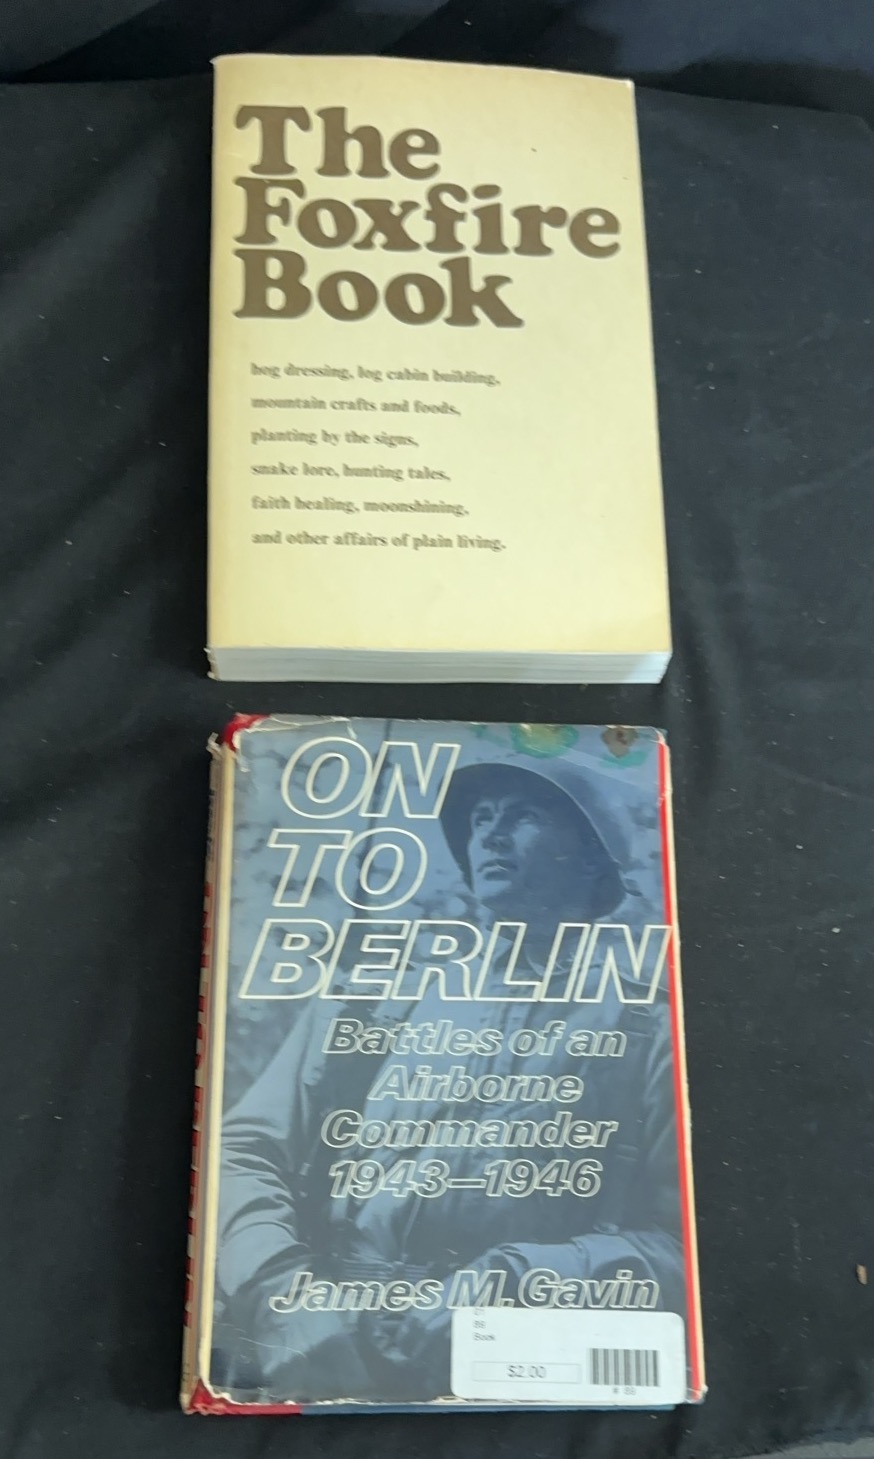 The
Foxfire
Book
hog dressing, log cabin building,
mountain crafts and foods,
planting by the signs,
snake lore, hunting tales,
faith healing, moonshining,
and other affairs of plain living.
ON
TO
BERLIN
Battles of an
Airborne
Commander
1943—1946
James M. Gavin
Book
$2.00